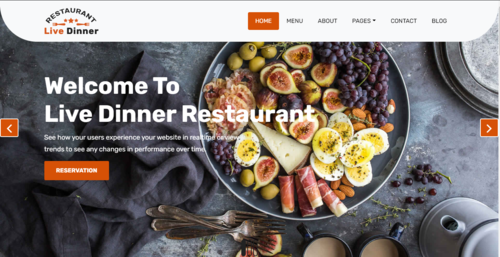 RESTAURANT
Live Dinner
HOME MENU ABOUT PAGES CONTACT BLOG
Welcome To
Live Dinner Restaurant
See how your users experience your website in realtime or view
trends to see any changes in performance over time.
RESERVATION